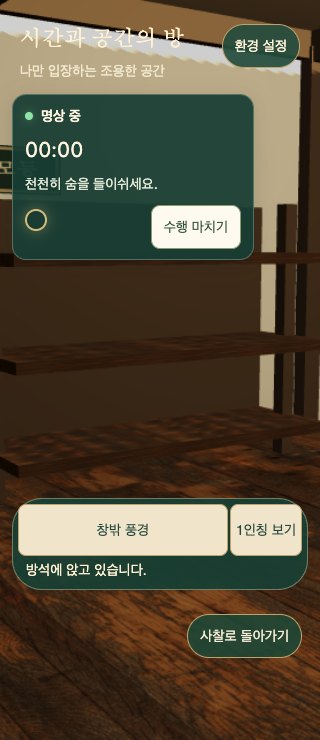 시간과 공간의 방
환경 설정
나만 입장하는 조용한 공간
명상 중
00:00
천천히 숨을 들이쉬세요.
수행 마치기
창밖 풍경
1인칭 보기
방석에 앉고 있습니다.
사찰로 돌아가기